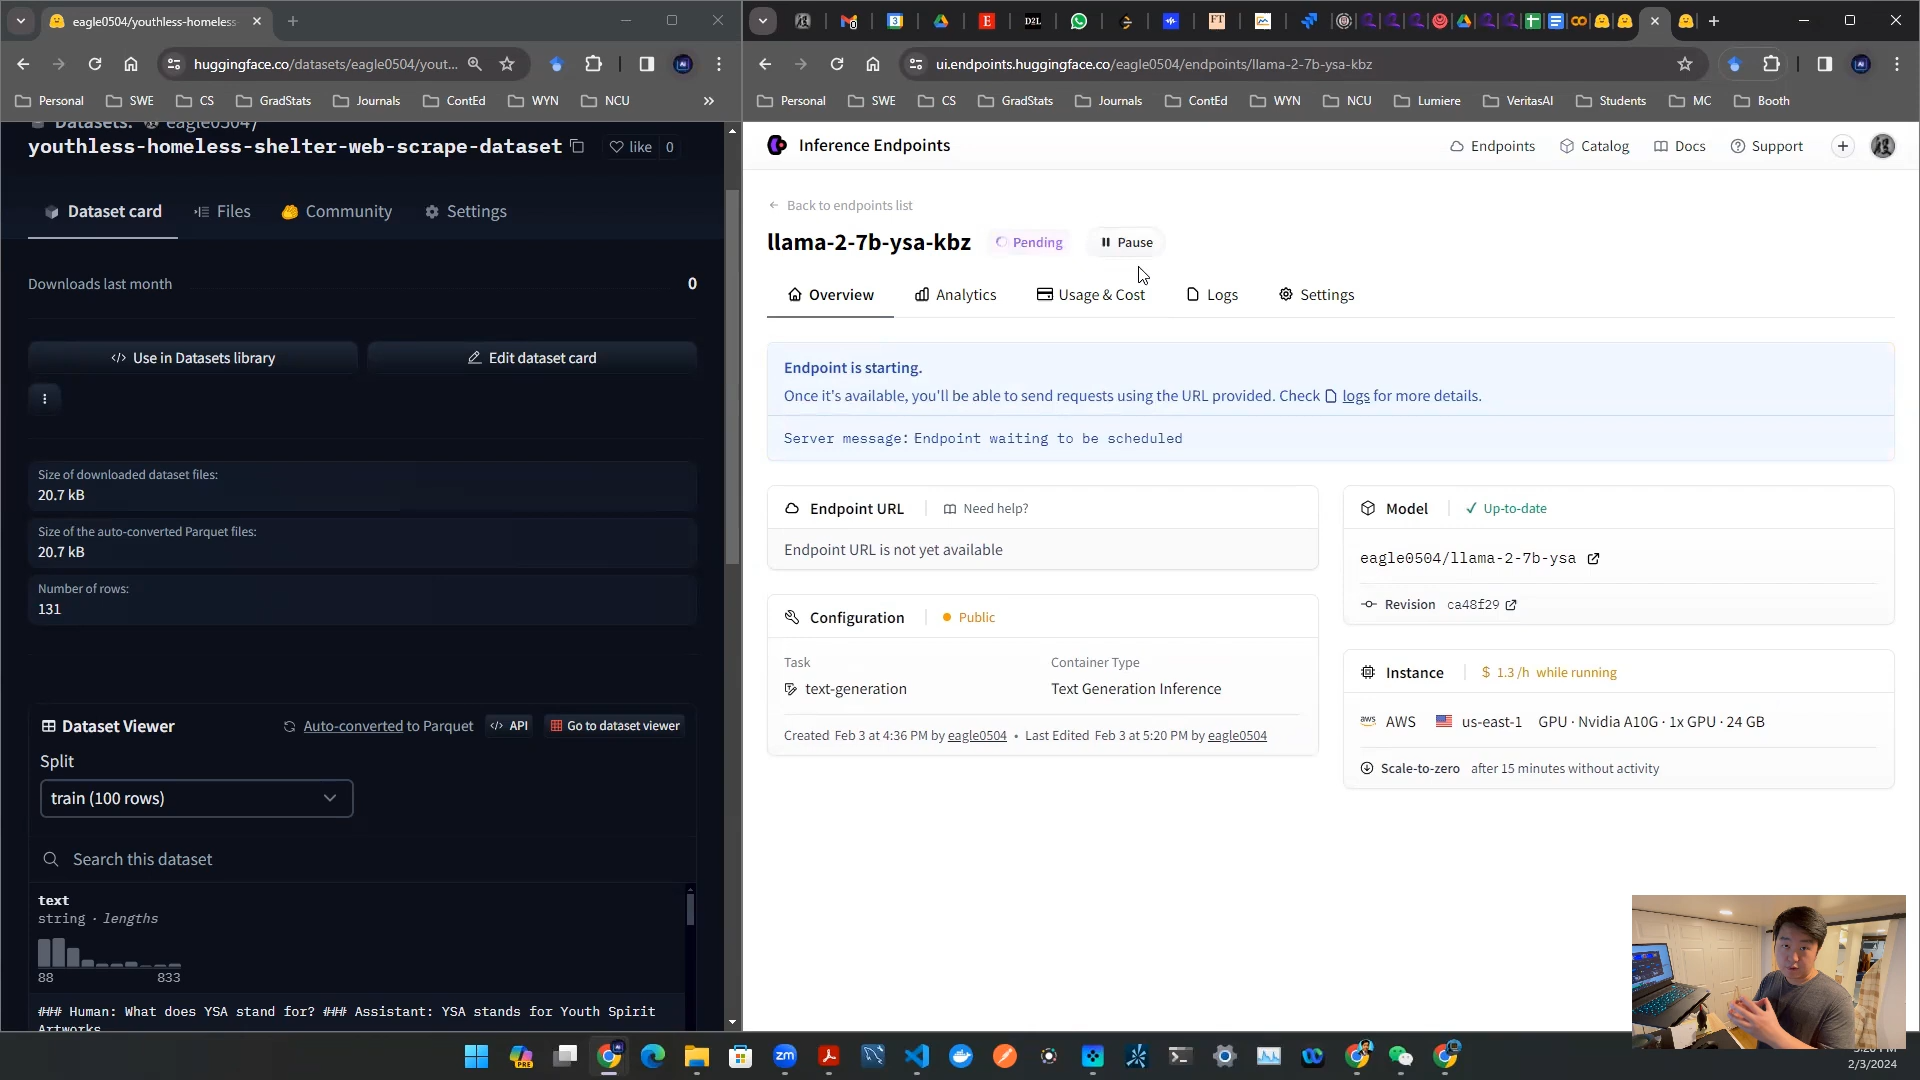 eagle0504/youthless-homeless-
huggingface.co/datasets/eagle0504/yout...
Personal
SWE
CS
GradStats
Journals
ContEd
WYN
NCU
»
Datasets:
eagle0504/
youthless-homeless-shelter-web-scrape-dataset
like 0
Dataset card
Files
Community
Settings
Downloads last month
0
</> Use in Datasets library
Edit dataset card
Size of downloaded dataset files:
20.7 kB
Size of the auto-converted Parquet files:
20.7 kB
Number of rows:
131
Dataset Viewer
Auto-converted to Parquet
</> API
Go to dataset viewer
Split
train (100 rows)
Search this dataset
text
string · lengths
88
833
### Human: What does YSA stand for? ### Assistant: YSA stands for Youth Spirit
Artworks
D2L
FT
ui.endpoints.huggingface.co/eagle0504/endpoints/llama-2-7b-ysa-kbz
Personal
SWE
CS
GradStats
Journals
ContEd
WYN
NCU
Lumiere
VeritasAI
Students
MC
Booth
Inference Endpoints
Endpoints
Catalog
Docs
Support
Back to endpoints list
llama-2-7b-ysa-kbz
Pending
Pause
Overview
Analytics
Usage & Cost
Logs
Settings
Endpoint is starting.
Once it's available, you'll be able to send requests using the URL provided. Check logs for more details.
Server message: Endpoint waiting to be scheduled
Endpoint URL
Need help?
Endpoint URL is not yet available
Configuration
Public
Task
text-generation
Container Type
Text Generation Inference
Created Feb 3 at 4:36 PM by eagle0504 • Last Edited Feb 3 at 5:20 PM by eagle0504
Model
Up-to-date
eagle0504/llama-2-7b-ysa
Revision ca48f29
Instance
$ 1.3 /h while running
aws AWS us-east-1 GPU · Nvidia A10G · 1x GPU · 24 GB
Scale-to-zero after 15 minutes without activity
PRE
zm
2/3/2024